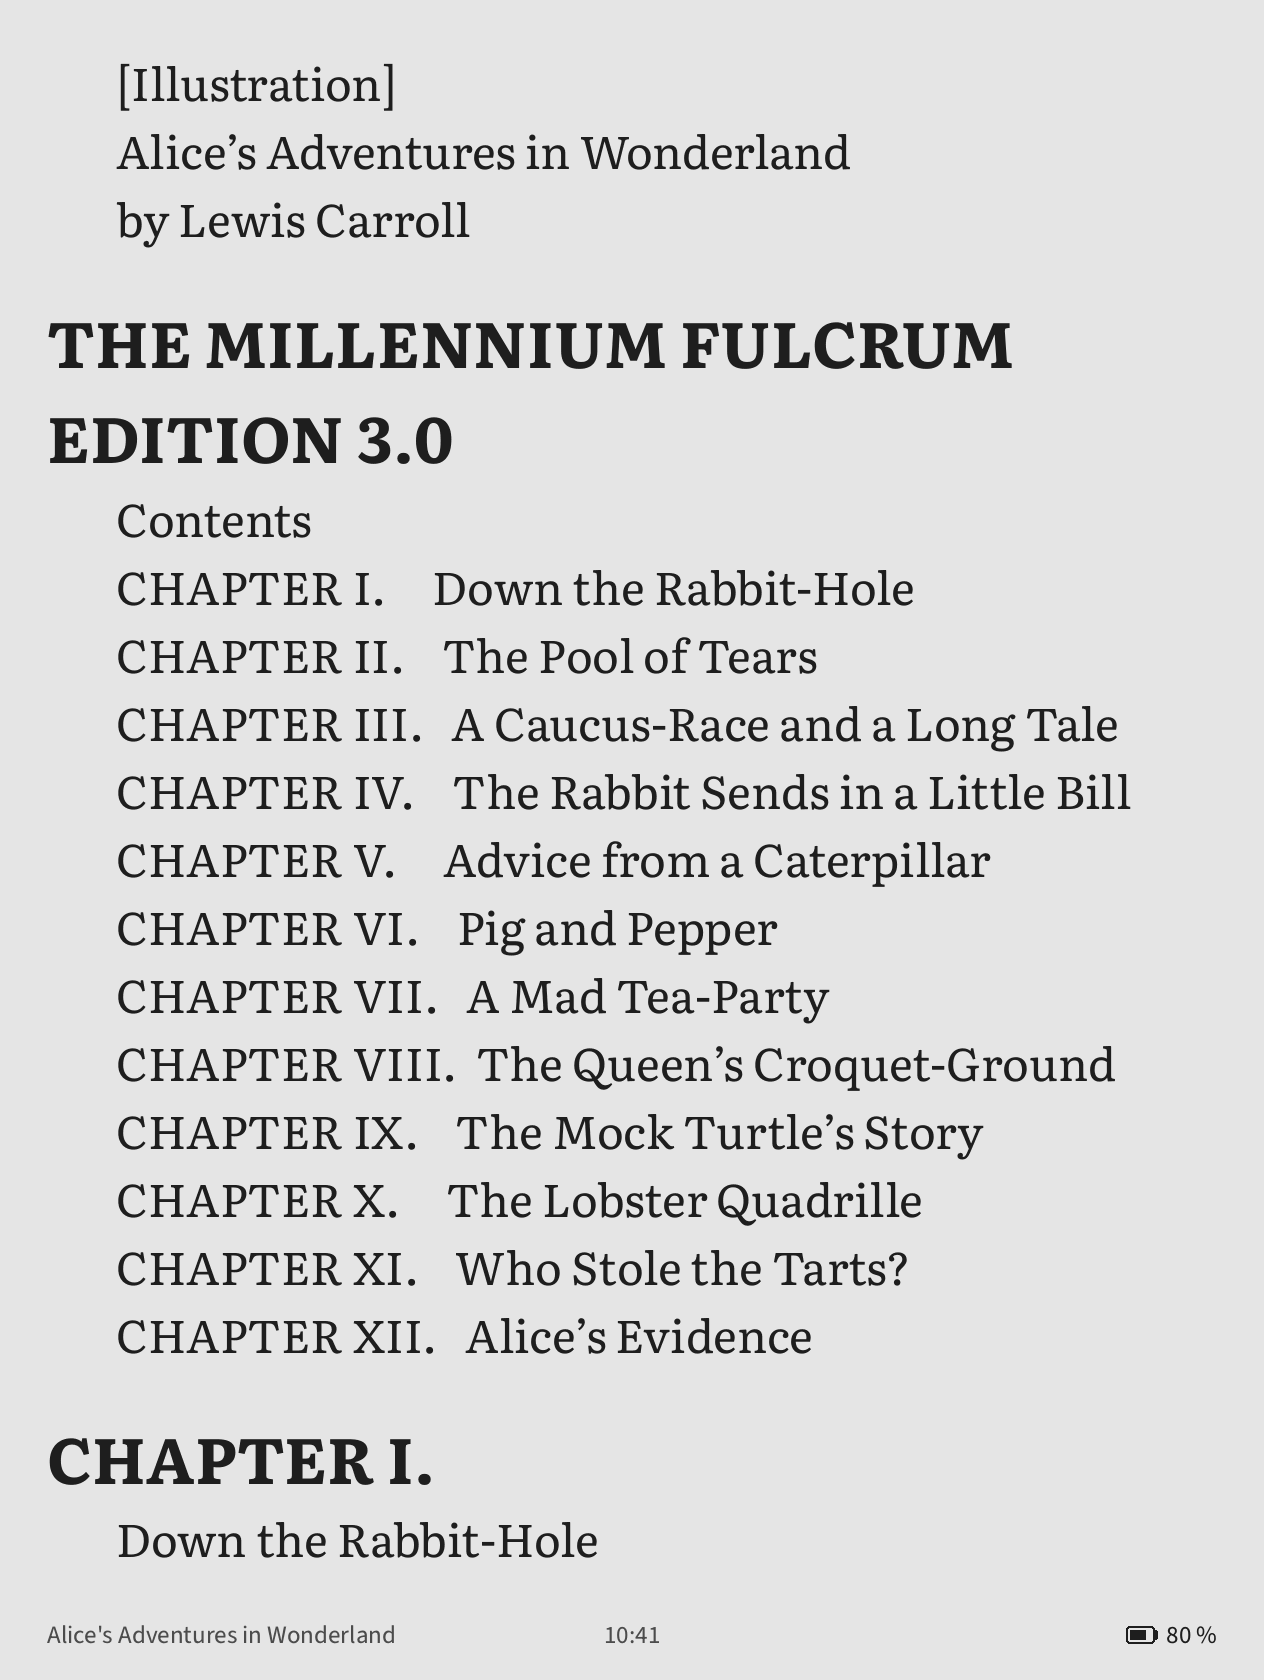 [Illustration]
Alice’s Adventures in Wonderland
by Lewis Carroll
THE MILLENNIUM FULCRUM
EDITION 3.0
Contents
CHAPTER I. Down the Rabbit-Hole
CHAPTER II. The Pool of Tears
CHAPTER III. A Caucus-Race and a Long Tale
CHAPTER IV. The Rabbit Sends in a Little Bill
CHAPTER V. Advice from a Caterpillar
CHAPTER VI. Pig and Pepper
CHAPTER VII. A Mad Tea-Party
CHAPTER VIII. The Queen’s Croquet-Ground
CHAPTER IX. The Mock Turtle’s Story
CHAPTER X. The Lobster Quadrille
CHAPTER XI. Who Stole the Tarts?
CHAPTER XII. Alice’s Evidence
CHAPTER I.
Down the Rabbit-Hole
Alice's Adventures in Wonderland 10:41 80 %